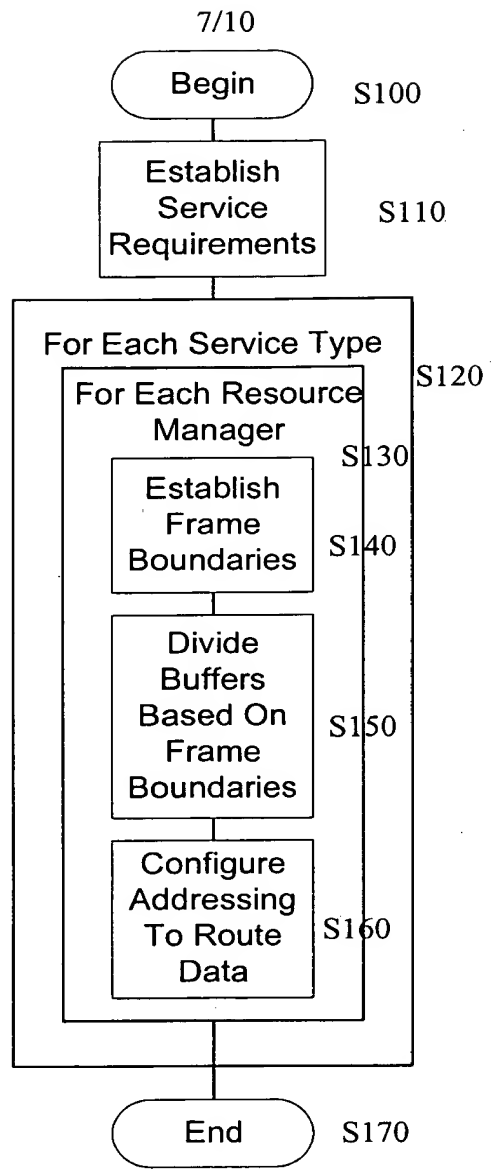 7/10
Begin
S100
Establish
Service
Requirements
S110
For Each Service Type
S120
For Each Resource
Manager
S130
Establish
Frame
Boundaries
S140
Divide
Buffers
Based On
Frame
Boundaries
S150
Configure
Addressing
To Route
Data
S160
End
S170